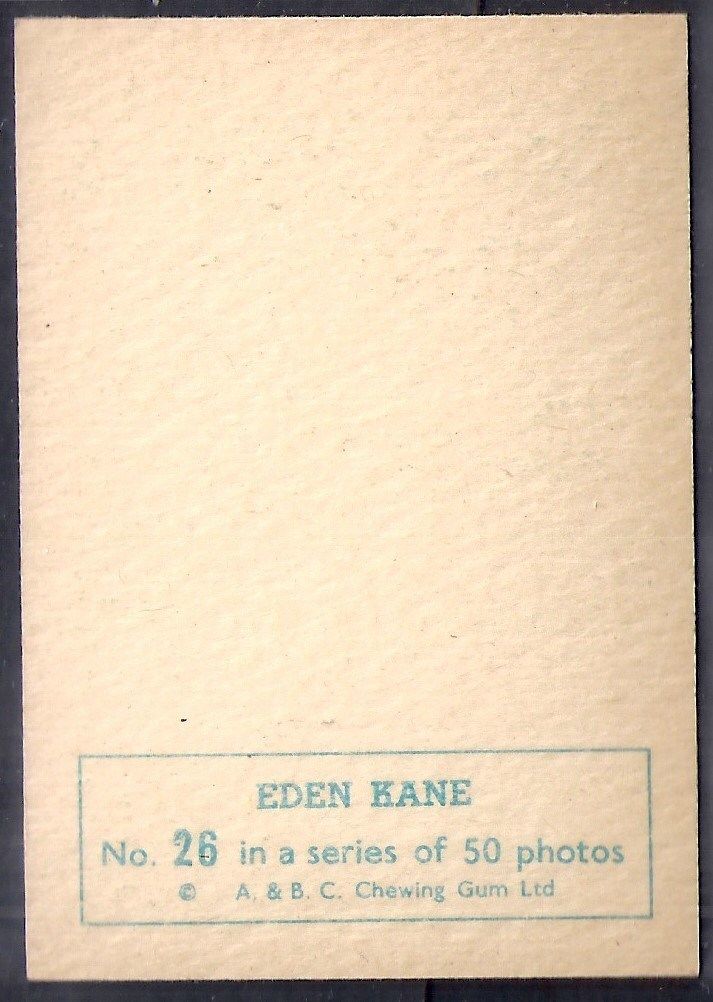 EDEN KANE
No. 26 in a series of 50 photos
© A. & B. C. Chewing Gum Ltd